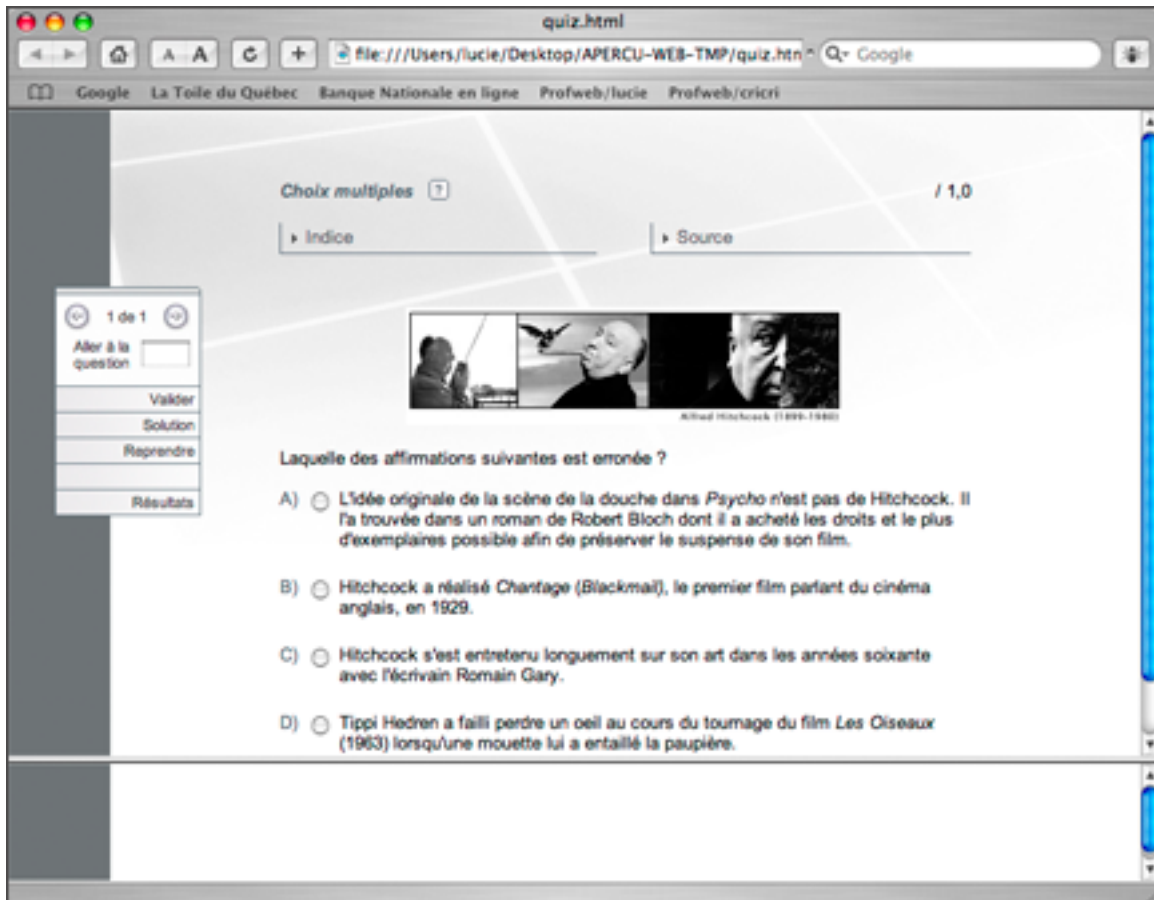 quiz.html
A A
file:///Users/lucie/Desktop/APERCU-WEB-TMP/quiz.htn
Google
Google La Toile du Québec Banque Nationale en ligne Profweb/lucie Profweb/cricri
Choix multiples ? / 1,0
Indice Source
1 de 1
Aller à la
question
Valider
Solution
Reprendre
Résultats
Alfred Hitchcock (1899-1980)
Laquelle des affirmations suivantes est erronée ?
A) L'idée originale de la scène de la douche dans Psycho n'est pas de Hitchcock. Il
l'a trouvée dans un roman de Robert Bloch dont il a acheté les droits et le plus
d'exemplaires possible afin de préserver le suspense de son film.
B) Hitchcock a réalisé Chantage (Blackmail), le premier film parlant du cinéma
anglais, en 1929.
C) Hitchcock s'est entretenu longuement sur son art dans les années soixante
avec l'écrivain Romain Gary.
D) Tippi Hedren a failli perdre un oeil au cours du tournage du film Les Oiseaux
(1963) lorsqu'une mouette lui a entaillé la paupière.